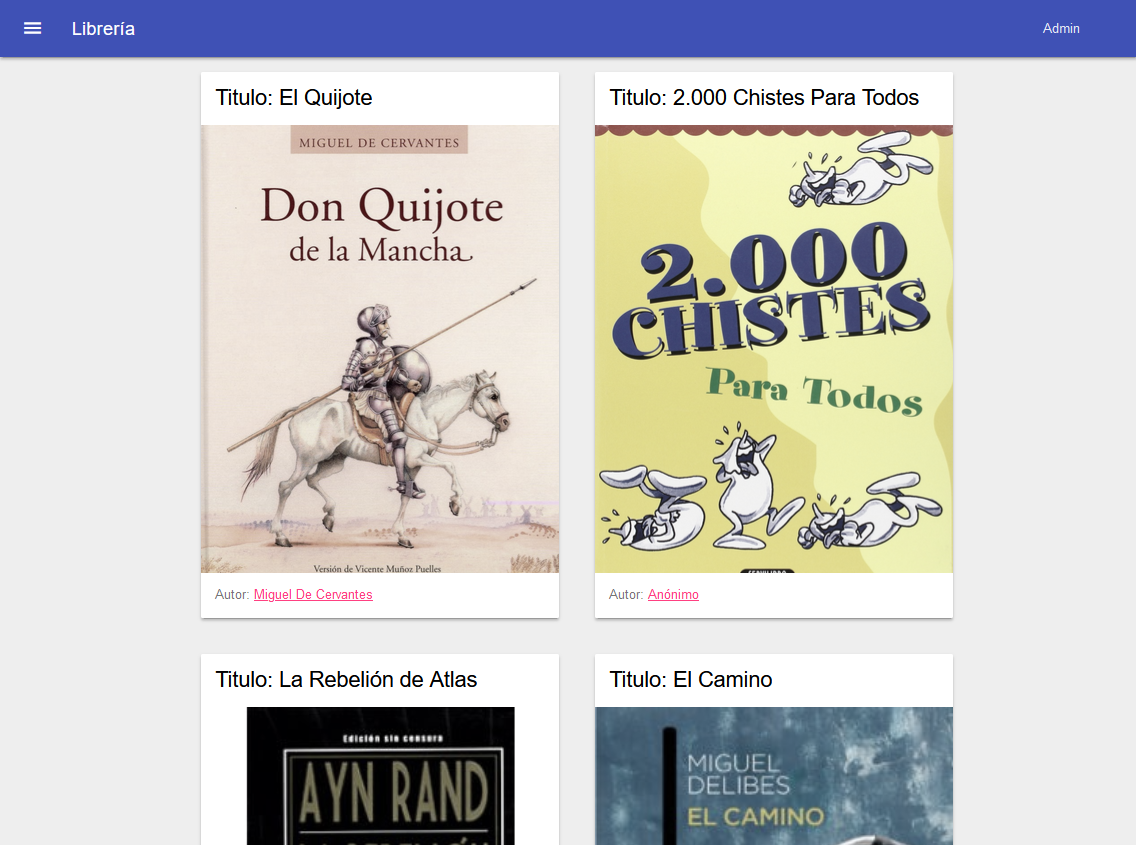 Librería
Admin
Titulo: El Quijote
MIGUEL DE CERVANTES
Don Quijote
de la Mancha
Versión de Vicente Muñoz Puelles
Autor: Miguel De Cervantes
Titulo: 2.000 Chistes Para Todos
2.000
CHISTES
Para Todos
Autor: Anónimo
Titulo: La Rebelión de Atlas
Edición sin censura
AYN RAND
Titulo: El Camino
MIGUEL
DELIBES
EL CAMINO